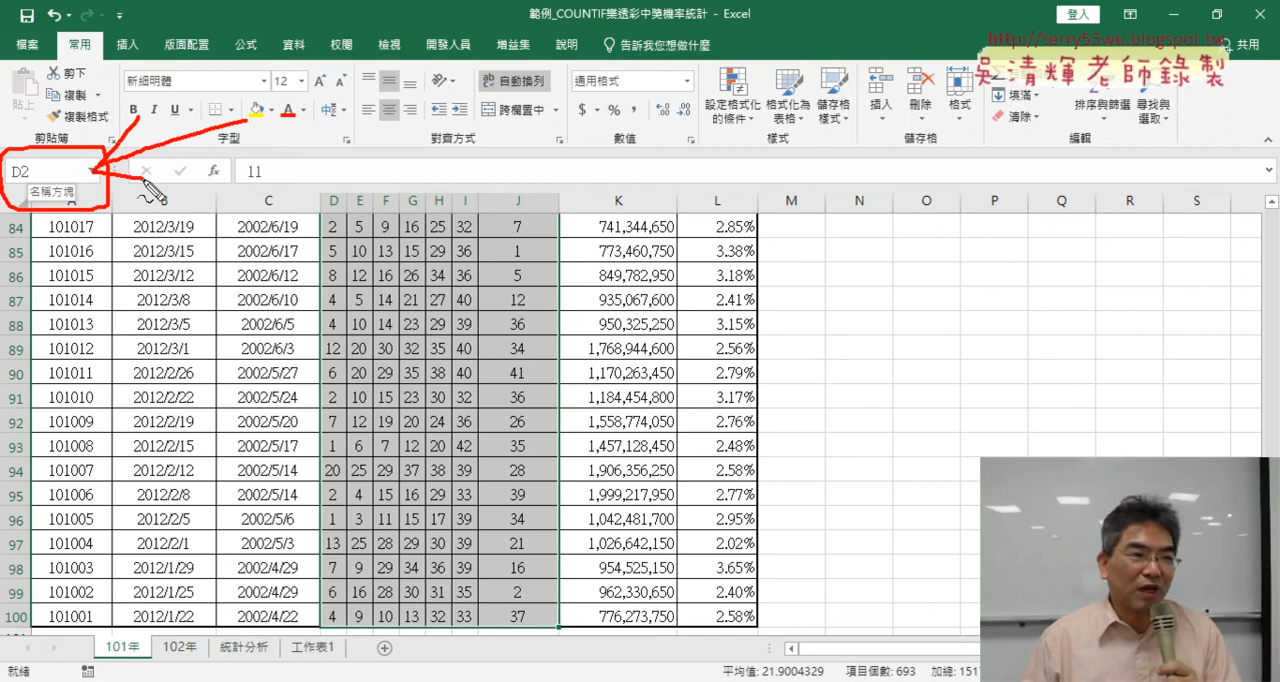 範例_COUNTIF樂透彩中獎機率統計 - Excel
登入
檔案 常用 插入 版面配置 公式 資料 校閱 檢視 開發人員 增益集 說明 告訴我您想做什麼 共用
http://terry55wu.blogspot.tw
吳清輝老師錄製
貼上 剪下 複製 複製格式 剪貼簿
新細明體 12 B I U A 中 字型
ab 自動換列 跨欄置中 對齊方式
通用格式 $ % , 數值
設定格式化的條件 格式化為表格 儲存格樣式 樣式
插入 刪除 格式 儲存格
填滿 清除 排序與篩選 尋找與選取 編輯
D2 fx 11
名稱方塊
A B C D E F G H I J K L M N O P Q R S
84 101017 2012/3/19 2002/6/19 2 5 9 16 25 32 7 741,344,650 2.85%
85 101016 2012/3/15 2002/6/17 5 10 13 15 29 36 1 773,460,750 3.38%
86 101015 2012/3/12 2002/6/12 8 12 16 26 34 36 5 849,782,950 3.18%
87 101014 2012/3/8 2002/6/10 4 5 14 21 27 40 12 935,067,600 2.41%
88 101013 2012/3/5 2002/6/5 4 10 14 23 29 39 36 950,325,250 3.15%
89 101012 2012/3/1 2002/6/3 12 20 30 32 35 40 34 1,768,944,600 2.56%
90 101011 2012/2/26 2002/5/27 6 20 29 35 38 40 41 1,170,263,450 2.79%
91 101010 2012/2/22 2002/5/24 2 10 15 23 30 32 36 1,184,454,800 3.17%
92 101009 2012/2/19 2002/5/20 7 12 19 20 24 36 26 1,558,774,050 2.76%
93 101008 2012/2/15 2002/5/17 1 6 7 12 20 42 35 1,457,128,450 2.48%
94 101007 2012/2/12 2002/5/14 20 25 29 37 38 39 28 1,906,356,250 2.58%
95 101006 2012/2/8 2002/5/14 2 4 15 16 29 33 39 1,999,217,950 2.77%
96 101005 2012/2/5 2002/5/6 1 3 11 15 17 39 34 1,042,481,700 2.95%
97 101004 2012/2/1 2002/5/3 13 25 28 29 30 39 21 1,026,642,150 2.02%
98 101003 2012/1/29 2002/4/29 7 9 29 34 36 39 16 954,525,150 3.65%
99 101002 2012/1/25 2002/4/29 6 16 28 30 31 35 2 962,330,650 2.40%
100 101001 2012/1/22 2002/4/22 4 9 10 13 32 33 37 776,273,750 2.58%
101年 102年 統計分析 工作表1
就緒 平均值: 21.9004329 項目個數: 693 加總: 1517